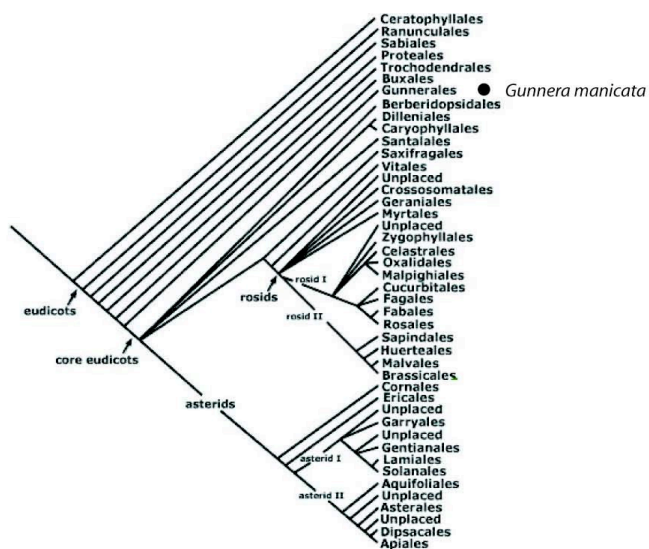 Ceratophyllales
Ranunculales
Sabiales
Proteales
Trochodendrales
Buxales
Gunnerales
Gunnera manicata
Berberidopsidales
Dilleniales
Caryophyllales
Santalales
Saxifragales
Vitales
Unplaced
Crossosomatales
Geraniales
Myrtales
Unplaced
Zygophyllales
Celastrales
Oxalidales
Malpighiales
Cucurbitales
Fagales
Fabales
Rosales
Sapindales
Huerteales
Malvales
Brassicales
Cornales
Ericales
Unplaced
Garryales
Unplaced
Gentianales
Lamiales
Solanales
Aquifoliales
Unplaced
Asterales
Unplaced
Dipsacales
Apiales
eudicots
core eudicots
rosids
rosid I
rosid II
asterids
asterid I
asterid II